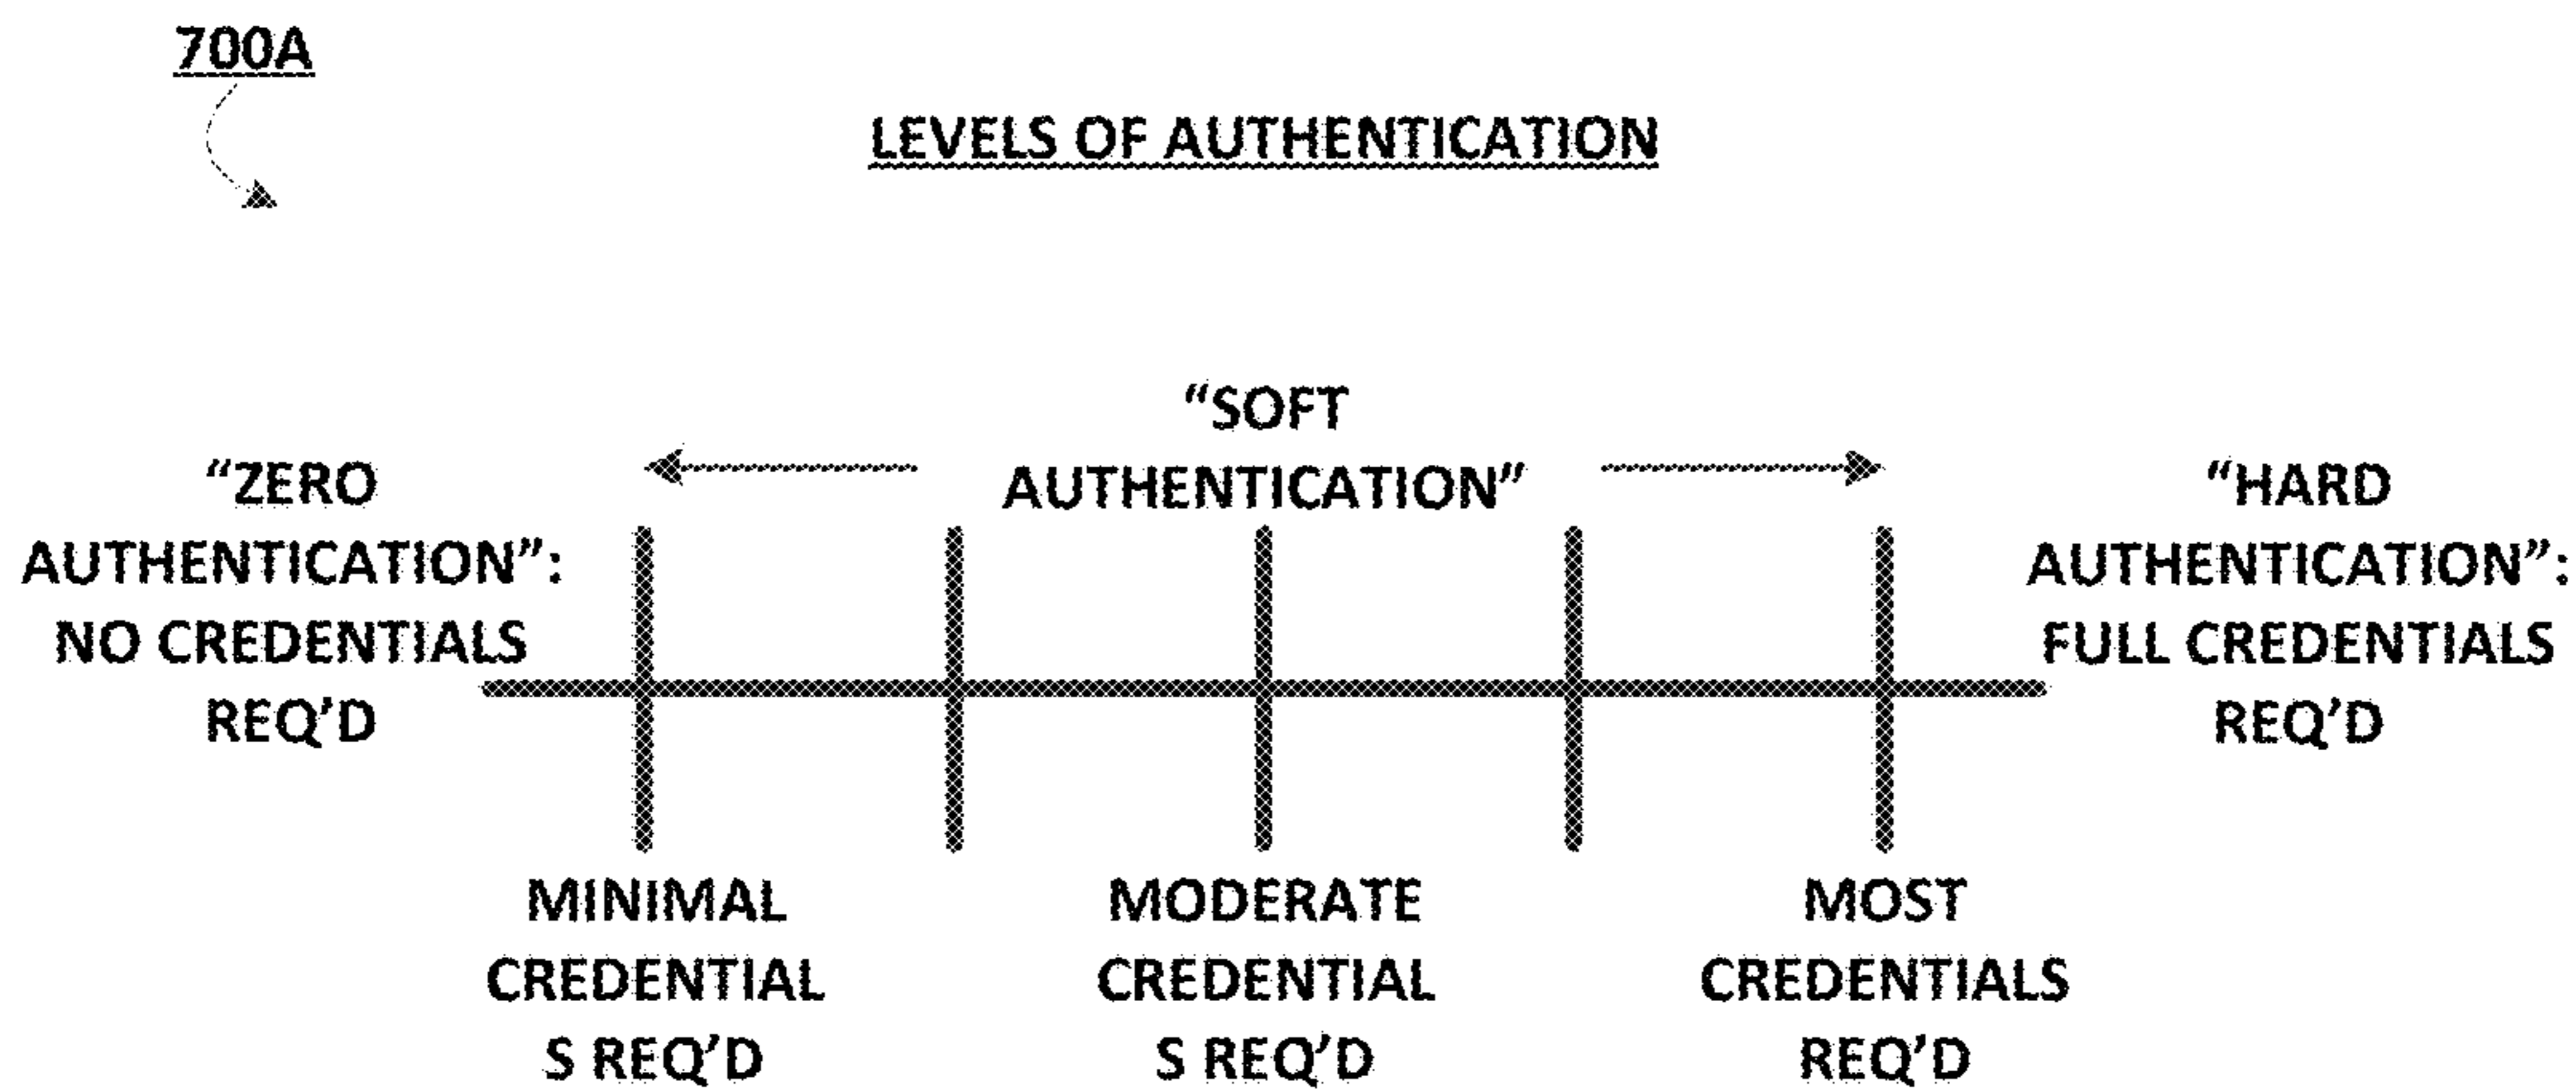 700A
LEVELS OF AUTHENTICATION
“ZERO
AUTHENTICATION”:
NO CREDENTIALS
REQ’D
“SOFT
AUTHENTICATION”
“HARD
AUTHENTICATION”:
FULL CREDENTIALS
REQ’D
MINIMAL
CREDENTIAL
S REQ’D
MODERATE
CREDENTIAL
S REQ’D
MOST
CREDENTIALS
REQ’D